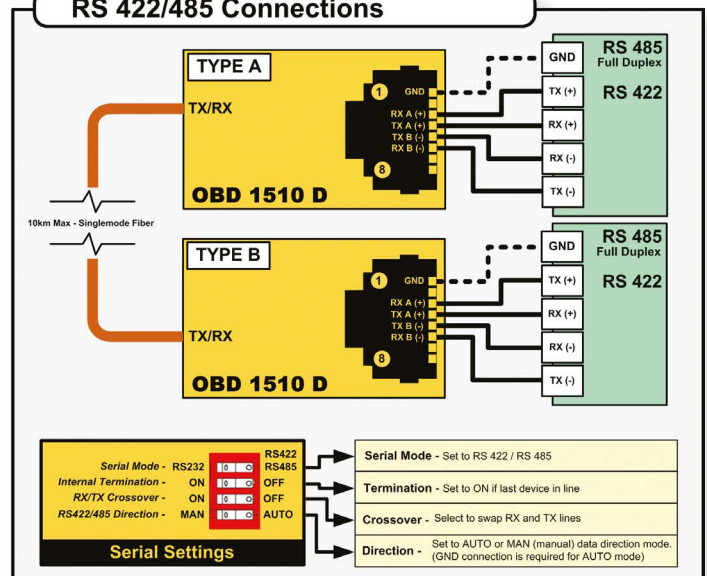 RS 422/485 Connections
TYPE A
TX/RX
1
GND
RX A (+)
TX A (+)
TX B (-)
RX B (-)
8
OBD 1510 D
GND
TX (+)
RX (+)
RX (-)
TX (-)
RS 485
Full Duplex
RS 422
10km Max - Singlemode Fiber
TYPE B
TX/RX
1
GND
RX A (+)
TX A (+)
TX B (-)
RX B (-)
8
OBD 1510 D
GND
TX (+)
RX (+)
RX (-)
TX (-)
RS 485
Full Duplex
RS 422
RS422
Serial Mode - RS232 RS485
Internal Termination - ON OFF
RX/TX Crossover - ON OFF
RS422/485 Direction - MAN AUTO
Serial Settings
Serial Mode - Set to RS 422 / RS 485
Termination - Set to ON if last device in line
Crossover - Select to swap RX and TX lines
Direction - Set to AUTO or MAN (manual) data direction mode.
(GND connection is required for AUTO mode)